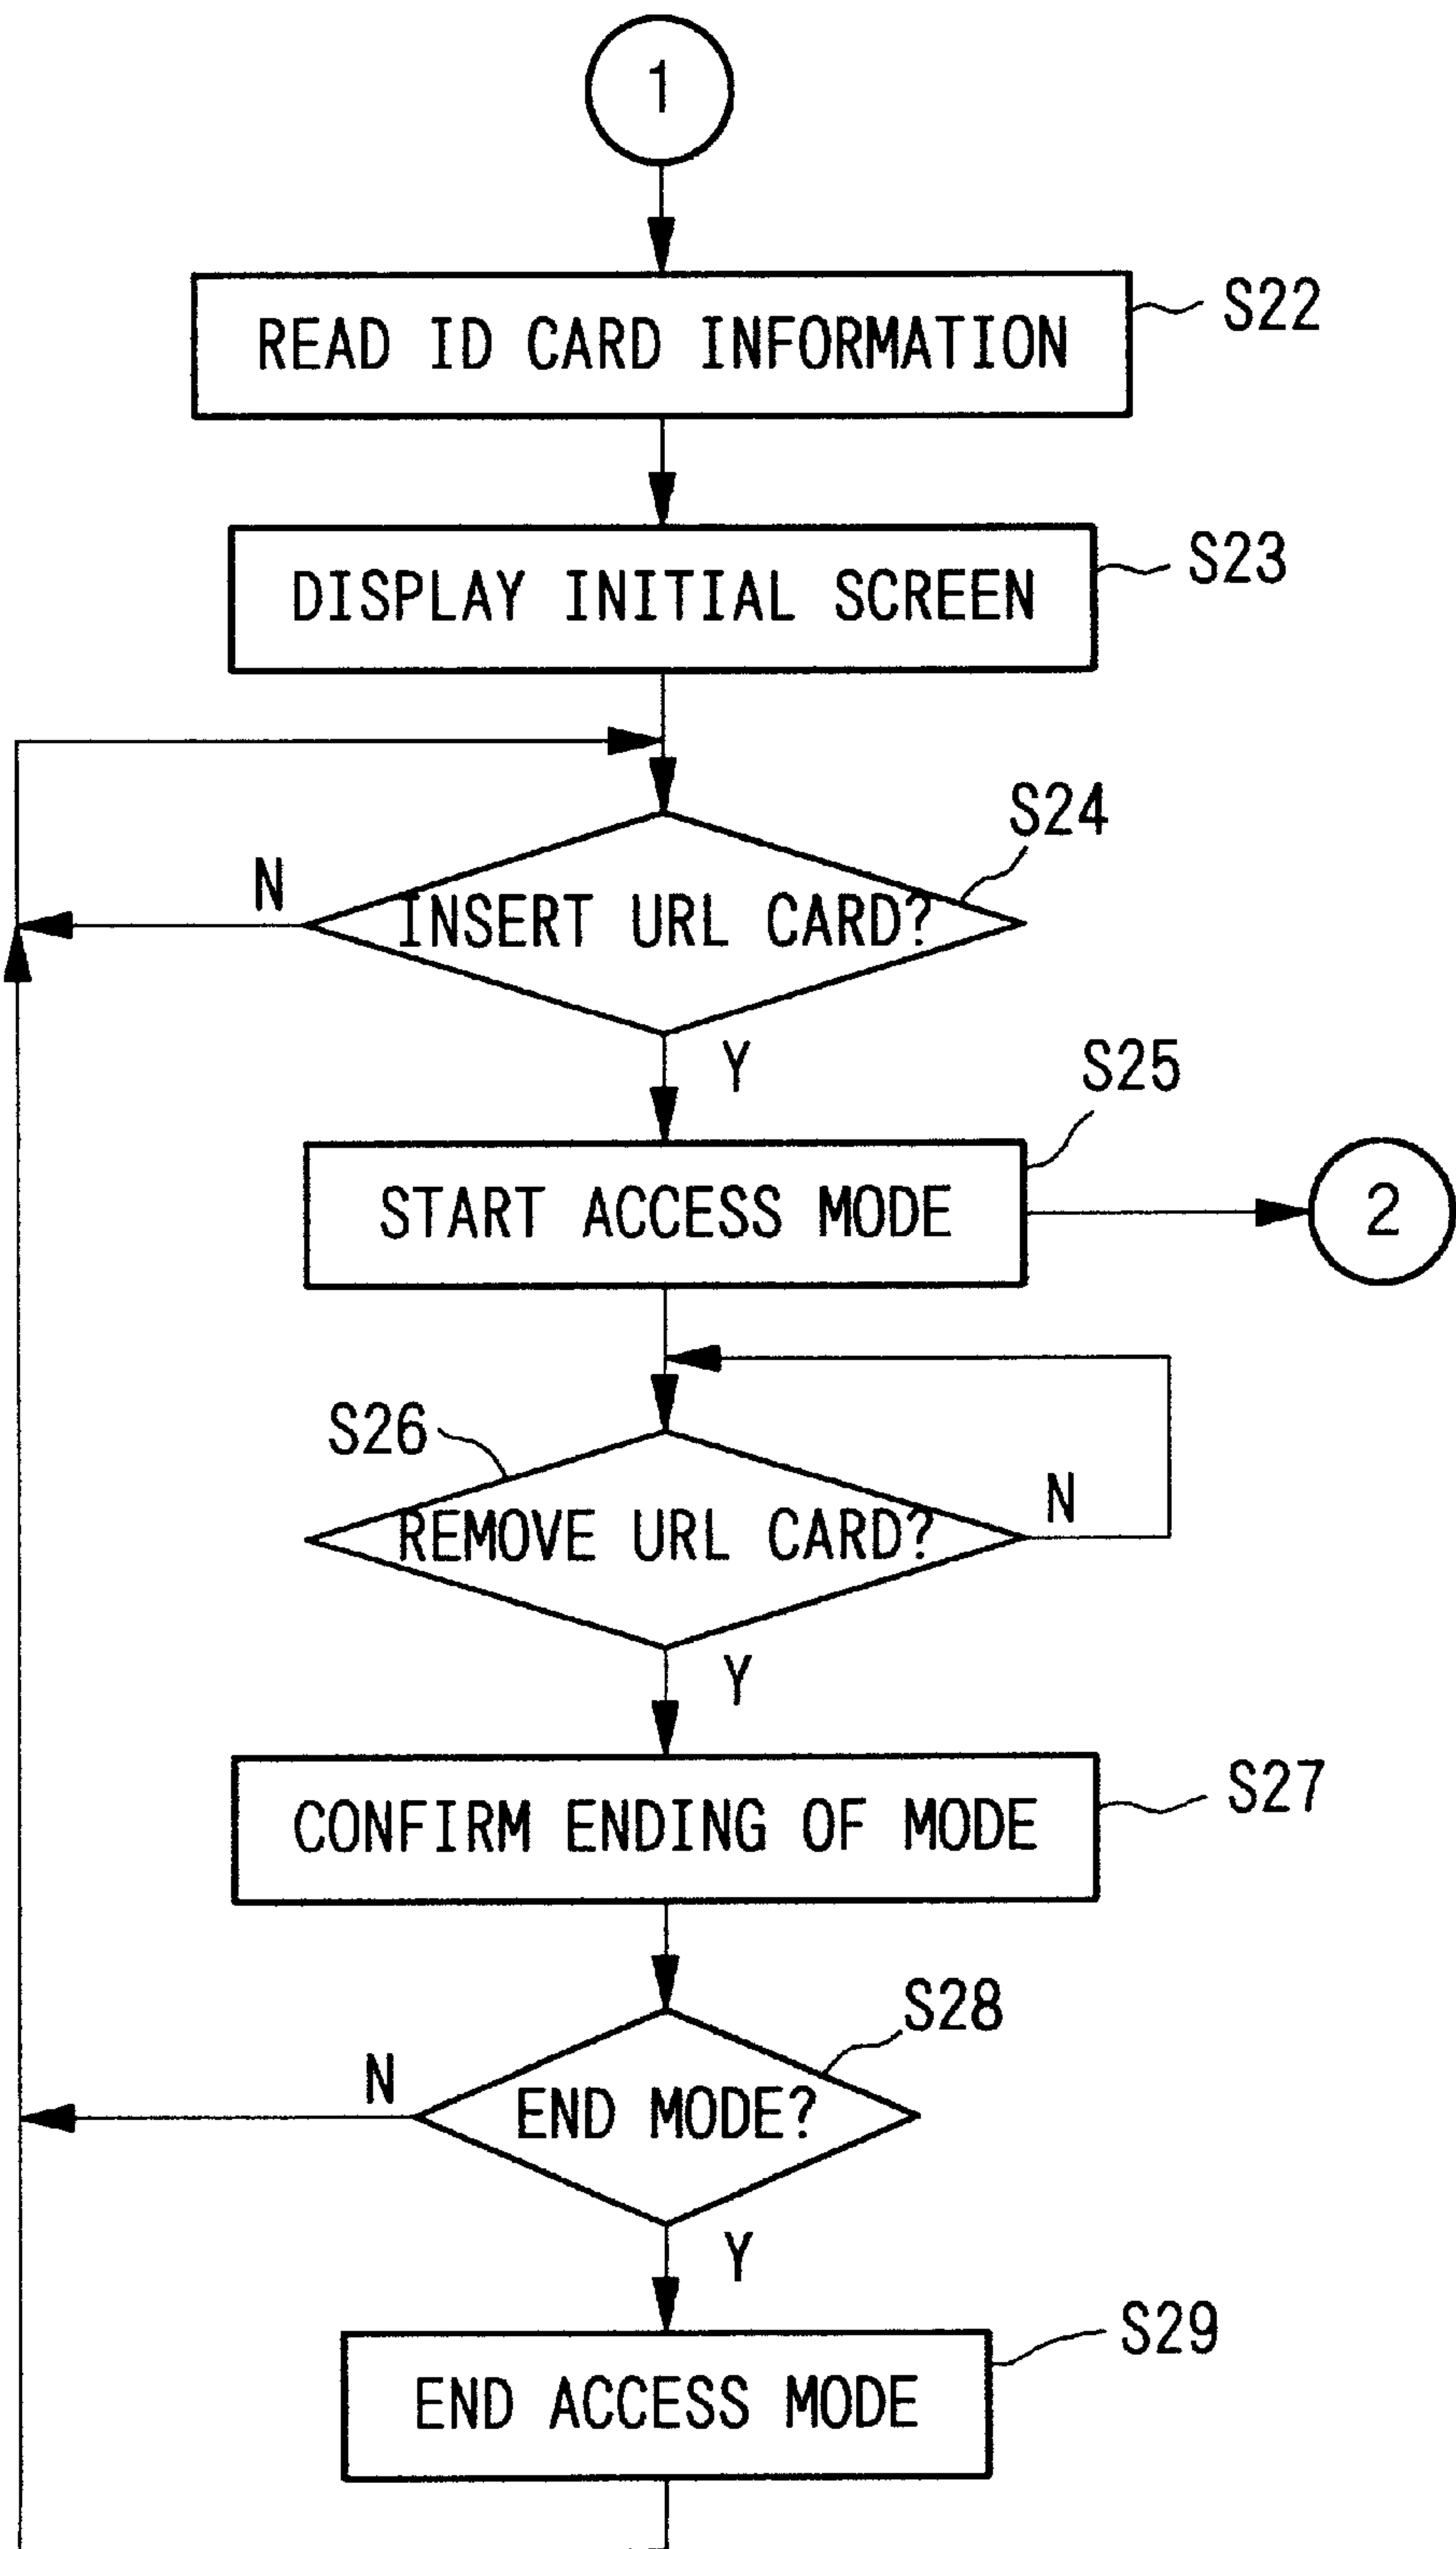 1
READ ID CARD INFORMATION
S22
DISPLAY INITIAL SCREEN
S23
S24
N
INSERT URL CARD?
Y
S25
START ACCESS MODE
2
S26
REMOVE URL CARD?
N
Y
CONFIRM ENDING OF MODE
S27
S28
N
END MODE?
Y
S29
END ACCESS MODE